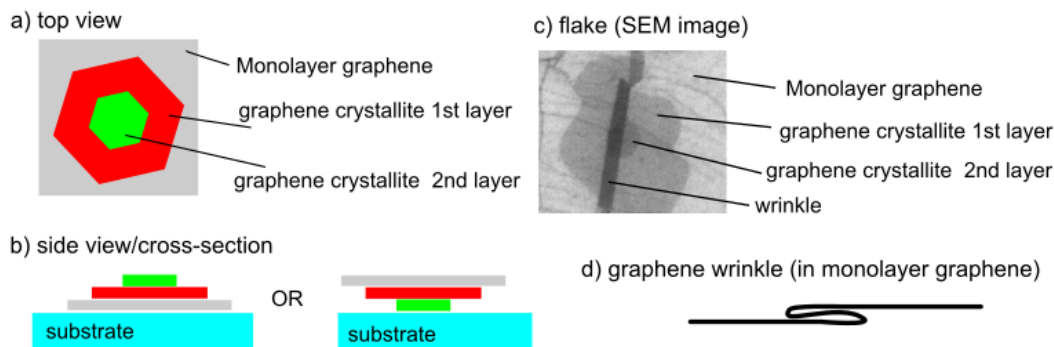 a) top view
Monolayer graphene
graphene crystallite 1st layer
graphene crystallite 2nd layer
b) side view/cross-section
OR
substrate
substrate
c) flake (SEM image)
Monolayer graphene
graphene crystallite 1st layer
graphene crystallite 2nd layer
wrinkle
d) graphene wrinkle (in monolayer graphene)